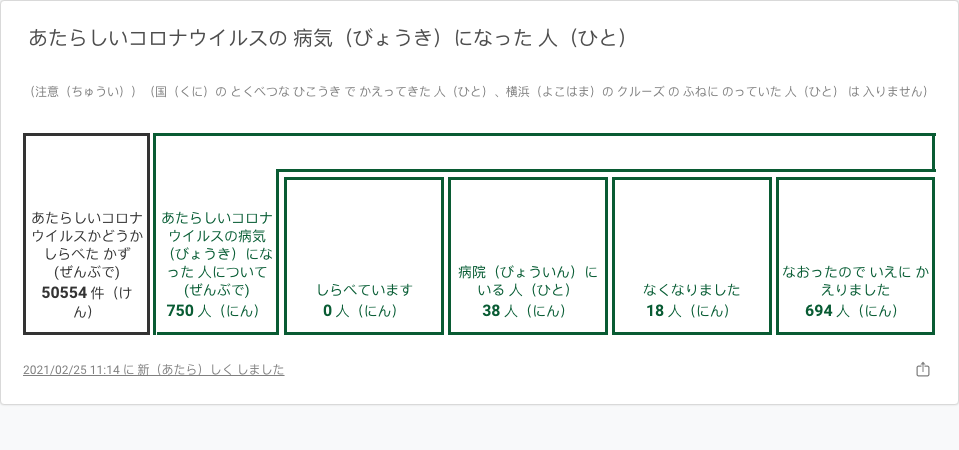 あたらしいコロナウイルスの 病気（びょうき）になった 人（ひと）
（注意（ちゅうい））（国（くに）の とくべつな ひこうき で かえってきた 人（ひと）、横浜（よこはま）の クルーズ の ふねに のっていた 人（ひと） は 入りません）
あたらしいコロナ
ウイルスかどうか
しらべた かず
(ぜんぶで)
50554 件（け
ん）
あたらしいコロナ
ウイルスの病気
（びょうき）にな
った 人について
(ぜんぶで)
750 人（にん）
しらべています
0 人（にん）
病院（びょういん）に
いる 人（ひと）
38 人（にん）
なくなりました
18 人（にん）
なおったので いえに か
えりました
694 人（にん）
2021/02/25 11:14 に 新（あたら）しく しました